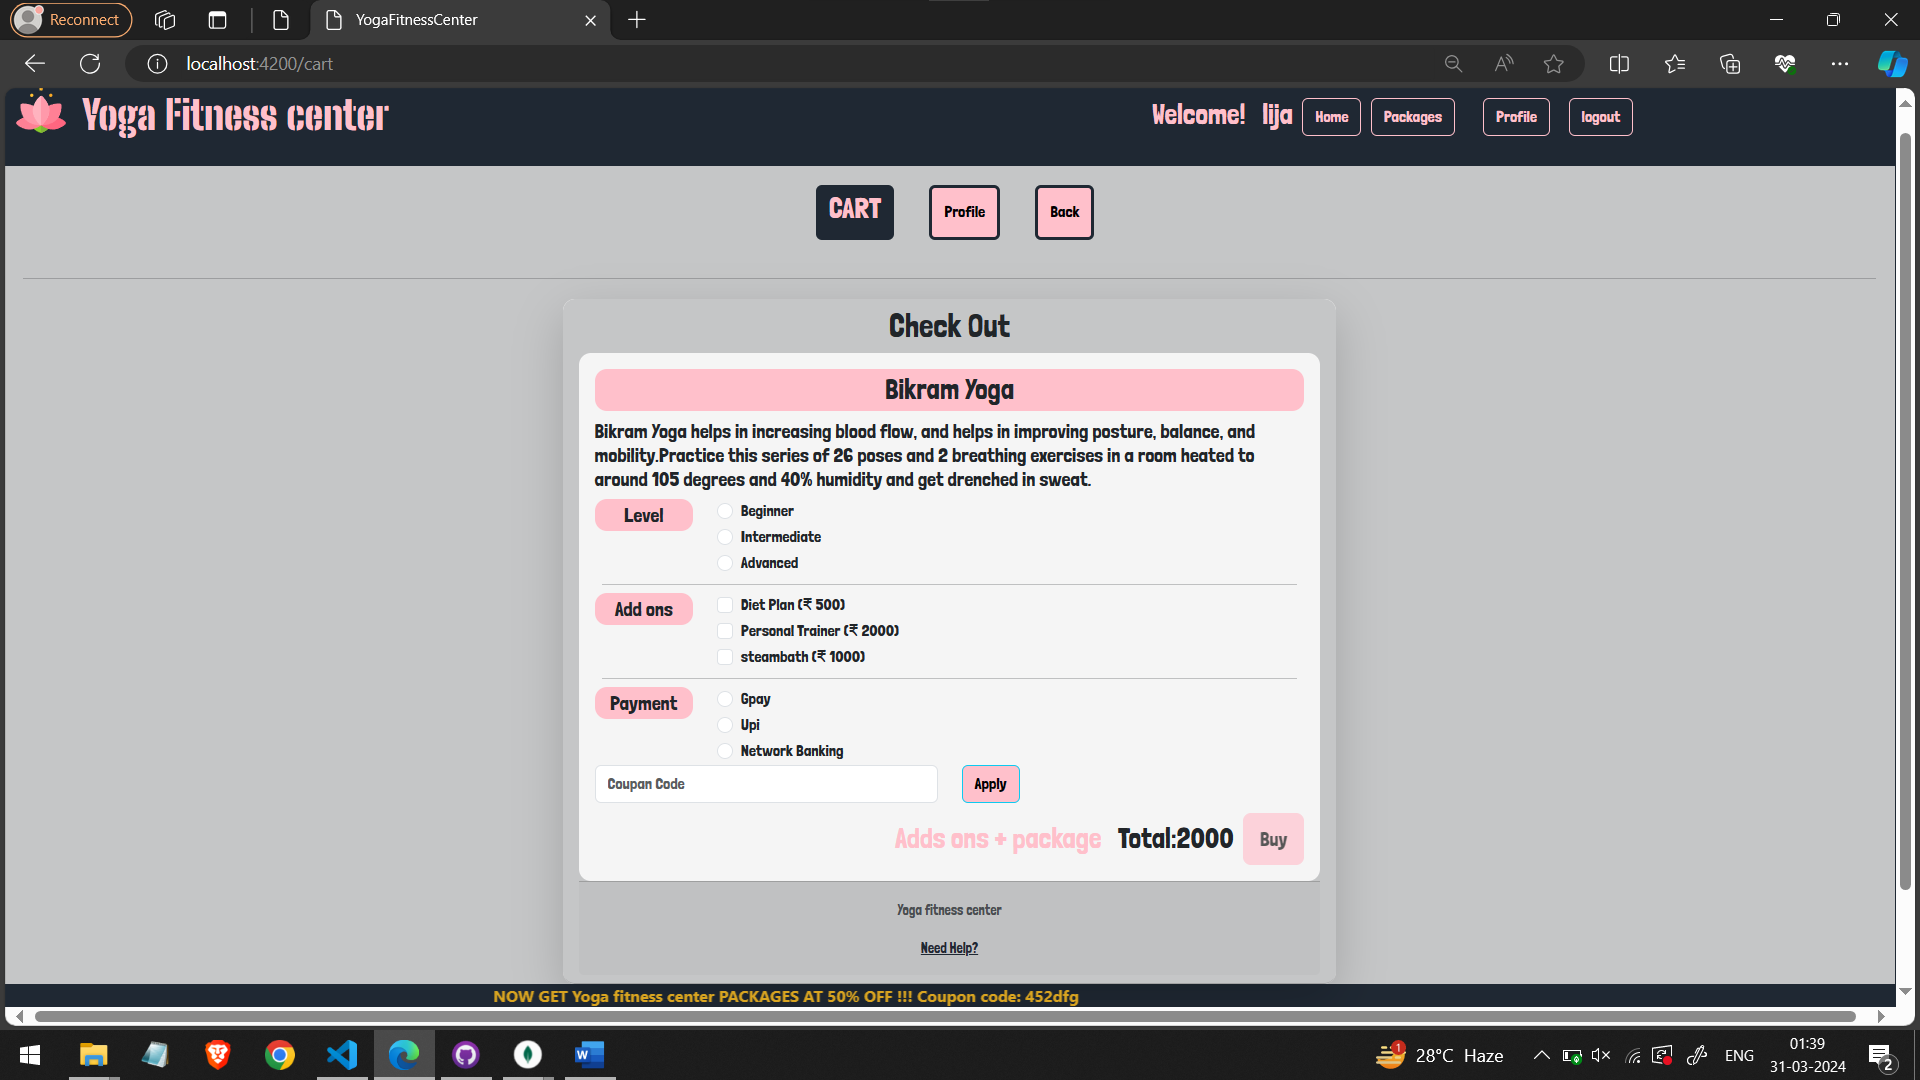 Reconnect
YogaFitnessCenter
localhost:4200/cart
Yoga Fitness center
Welcome! lija
Home
Packages
Profile
logout
CART
Profile
Back
Check Out
Bikram Yoga
Bikram Yoga helps in increasing blood flow, and helps in improving posture, balance, and
mobility.Practice this series of 26 poses and 2 breathing exercises in a room heated to
around 105 degrees and 40% humidity and get drenched in sweat.
Level
Beginner
Intermediate
Advanced
Add ons
Diet Plan (₹ 500)
Personal Trainer (₹ 2000)
steambath (₹ 1000)
Payment
Gpay
Upi
Network Banking
Coupan Code
Apply
Adds ons + package Total:2000
Buy
Yoga fitness center
Need Help?
NOW GET Yoga fitness center PACKAGES AT 50% OFF !!! Coupon code: 452dfg
1
28°C Haze
ENG
01:39
31-03-2024
2